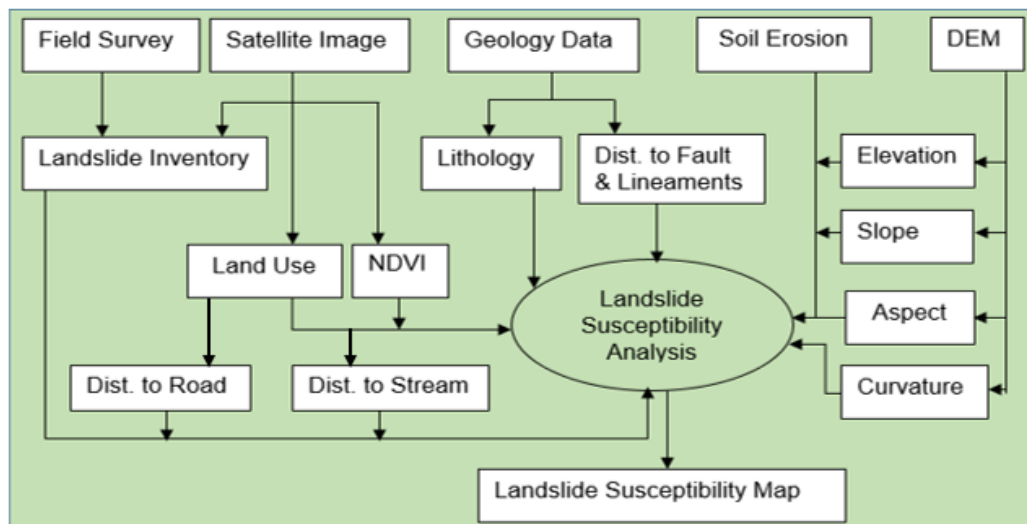 Field Survey
Satellite Image
Geology Data
Soil Erosion
DEM
Landslide Inventory
Lithology
Dist. to Fault
& Lineaments
Elevation
Slope
Land Use
NDVI
Landslide
Susceptibility
Analysis
Aspect
Dist. to Road
Dist. to Stream
Curvature
Landslide Susceptibility Map